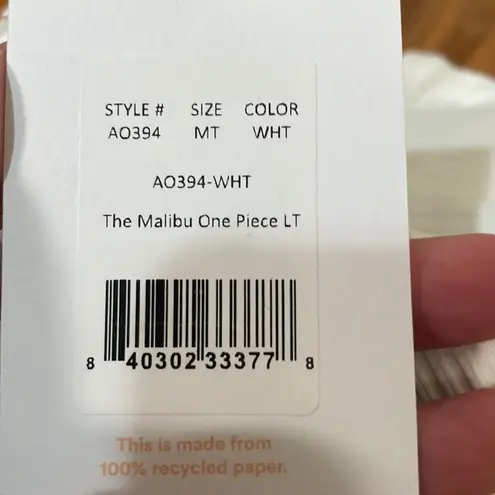 STYLE # SIZE COLOR
AO394 MT WHT
AO394-WHT
The Malibu One Piece LT
8 40302 33377 8
This is made from
100% recycled paper.